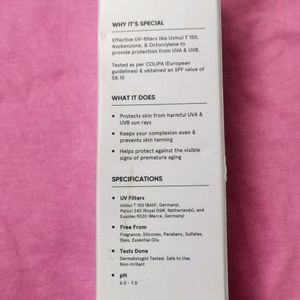 WHY IT'S SPECIAL
Effective UV-filters like Uvinul T 150,
Avobenzone, & Octocrylene to
provide protection from UVA & UVB.
Tested as per COLIPA (European
guidelines) & obtained an SPF value of
58.15
WHAT IT DOES
• Protects skin from harmful UVA &
UVB sun rays
• Keeps your complexion even &
prevents skin tanning
• Helps protect against the visible
signs of premature aging
SPECIFICATIONS
• UV Filters
Uvinul T 150 (BASF, Germany),
Parsol 340 (Royal DSM, Netherlands), and
Eusolex 9020 (Merck, Germany)
• Free From
Fragrance, Silicones, Parabens, Sulfates,
Dyes, Essential Oils
• Tests Done
Dermatologist Tested. Safe to Use.
Non-Irritant
• pH
6.0 - 7.0